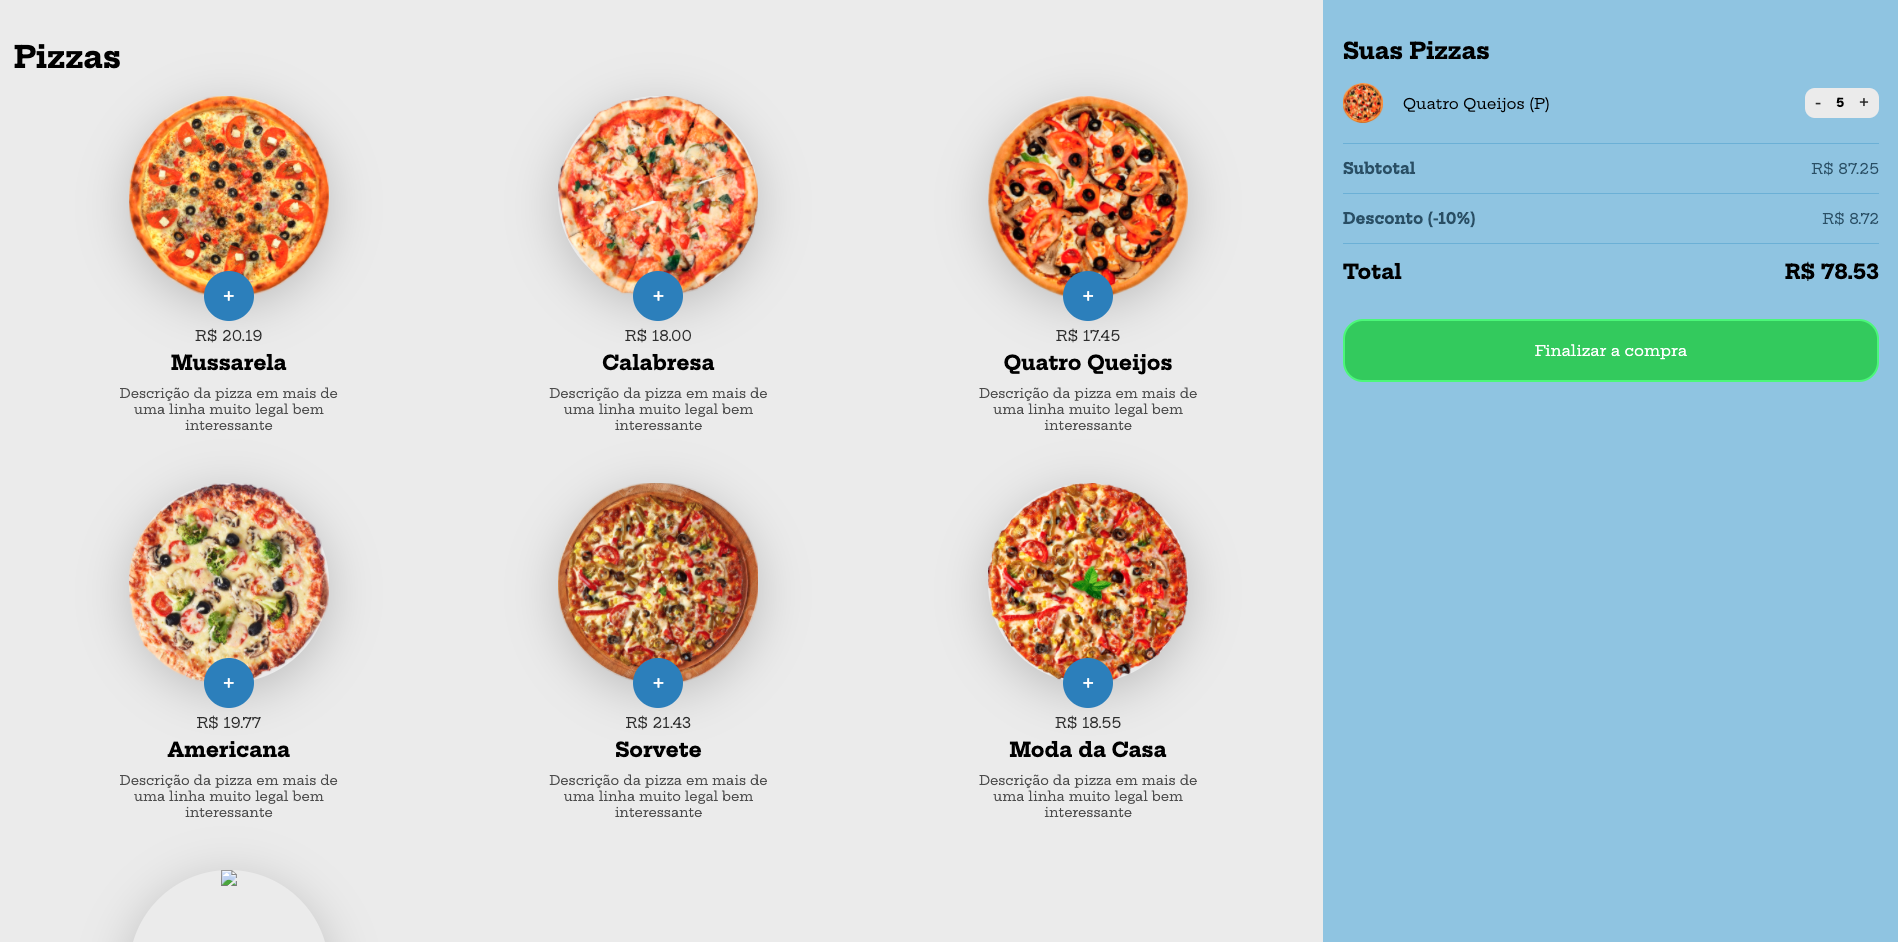 Pizzas
+
R$ 20.19
Mussarela
Descrição da pizza em mais de
uma linha muito legal bem
interessante
+
R$ 18.00
Calabresa
Descrição da pizza em mais de
uma linha muito legal bem
interessante
+
R$ 17.45
Quatro Queijos
Descrição da pizza em mais de
uma linha muito legal bem
interessante
+
R$ 19.77
Americana
Descrição da pizza em mais de
uma linha muito legal bem
interessante
+
R$ 21.43
Sorvete
Descrição da pizza em mais de
uma linha muito legal bem
interessante
+
R$ 18.55
Moda da Casa
Descrição da pizza em mais de
uma linha muito legal bem
interessante
Suas Pizzas
Quatro Queijos (P) - 5 +
Subtotal R$ 87.25
Desconto (-10%) R$ 8.72
Total R$ 78.53
Finalizar a compra